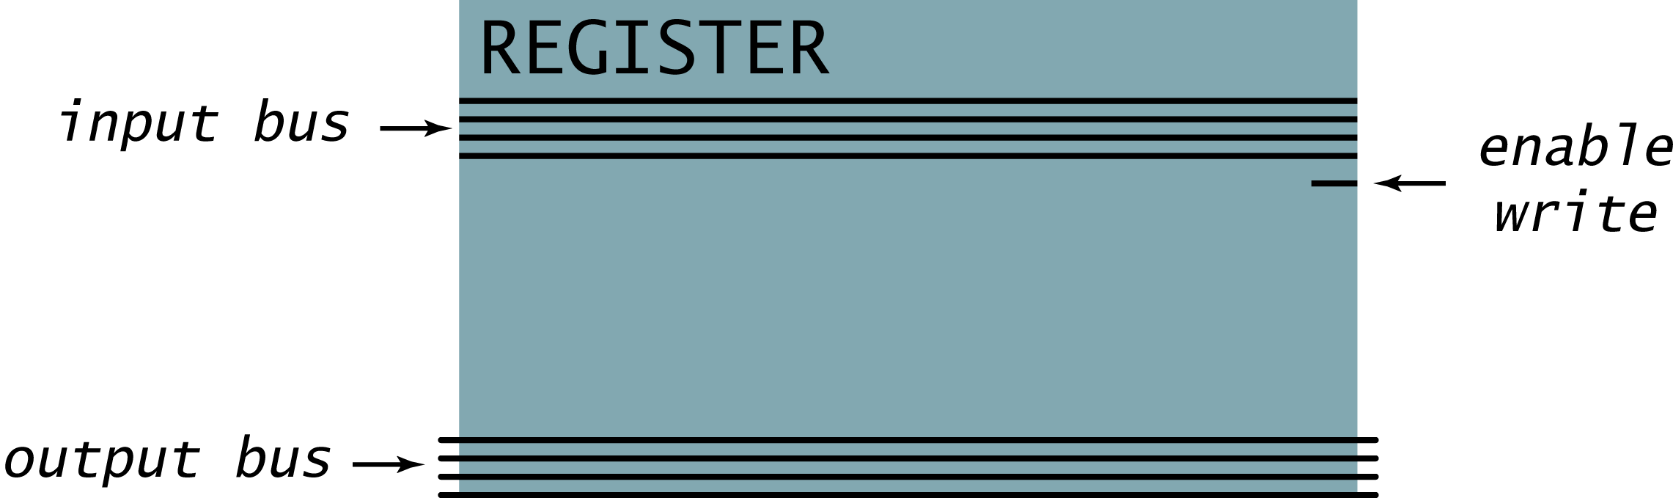 REGISTER
input bus
enable
write
output bus